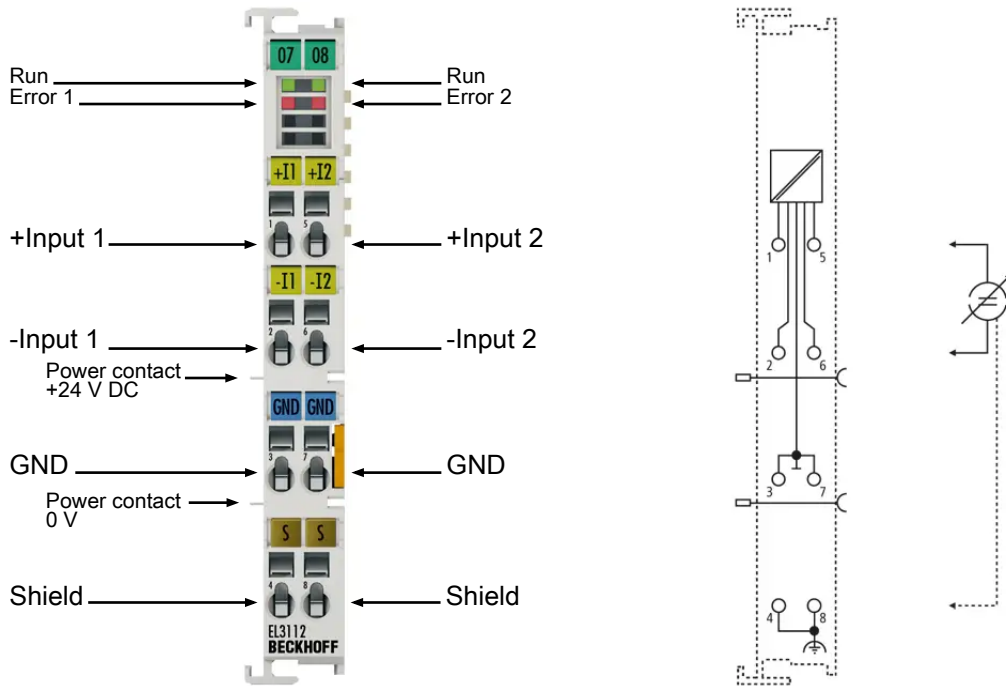 07 08
Run
Error 1
Run
Error 2
+I1 +I2
1 5
+Input 1
+Input 2
-I1 -I2
2 6
-Input 1
-Input 2
Power contact
+24 V DC
GND GND
3 7
GND
GND
Power contact
0 V
S S
4 8
Shield
Shield
EL3112
BECKHOFF
1 5
2 6
3 7
4 8